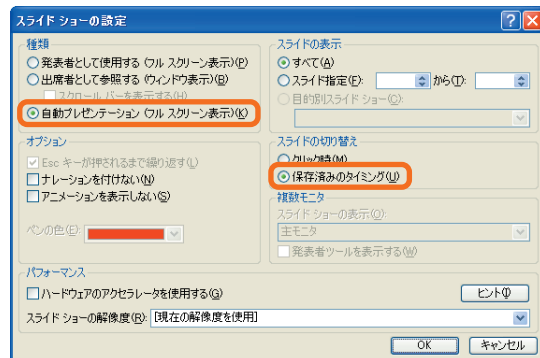 スライド ショーの設定
種類
発表者として使用する (フル スクリーン表示)(P)
出席者として参照する (ウィンドウ表示)(B)
スクロール バーを表示する(H)
自動プレゼンテーション (フル スクリーン表示)(K)
スライドの表示
すべて(A)
スライド指定(F): から(T):
目的別スライド ショー(C):
オプション
Esc キーが押されるまで繰り返す(L)
ナレーションを付けない(N)
アニメーションを表示しない(S)
ペンの色(E):
スライドの切り替え
クリック時(M)
保存済みのタイミング(U)
複数モニタ
スライド ショーの表示(O):
主モニタ
発表者ツールを表示する(W)
パフォーマンス
ハードウェアのアクセラレータを使用する(G)
ヒント(I)
スライド ショーの解像度(R): [現在の解像度を使用]
OK キャンセル